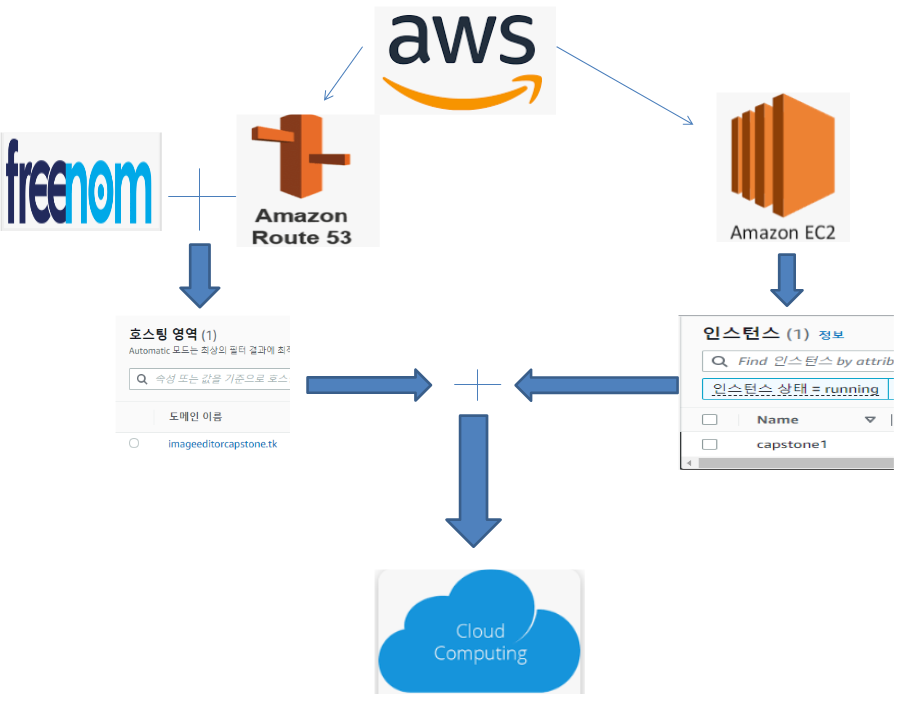 aws
freenom
Amazon
Route 53
Amazon EC2
호스팅 영역 (1)
Automatic 모드는 최상의 필터 결과에 최적
속성 또는 값을 기준으로 호스
도메인 이름
imageeditorcapstone.tk
인스턴스 (1) 정보
Find 인스턴스 by attrib
인스턴스 상태 = running
Name
capstone1
Cloud
Computing